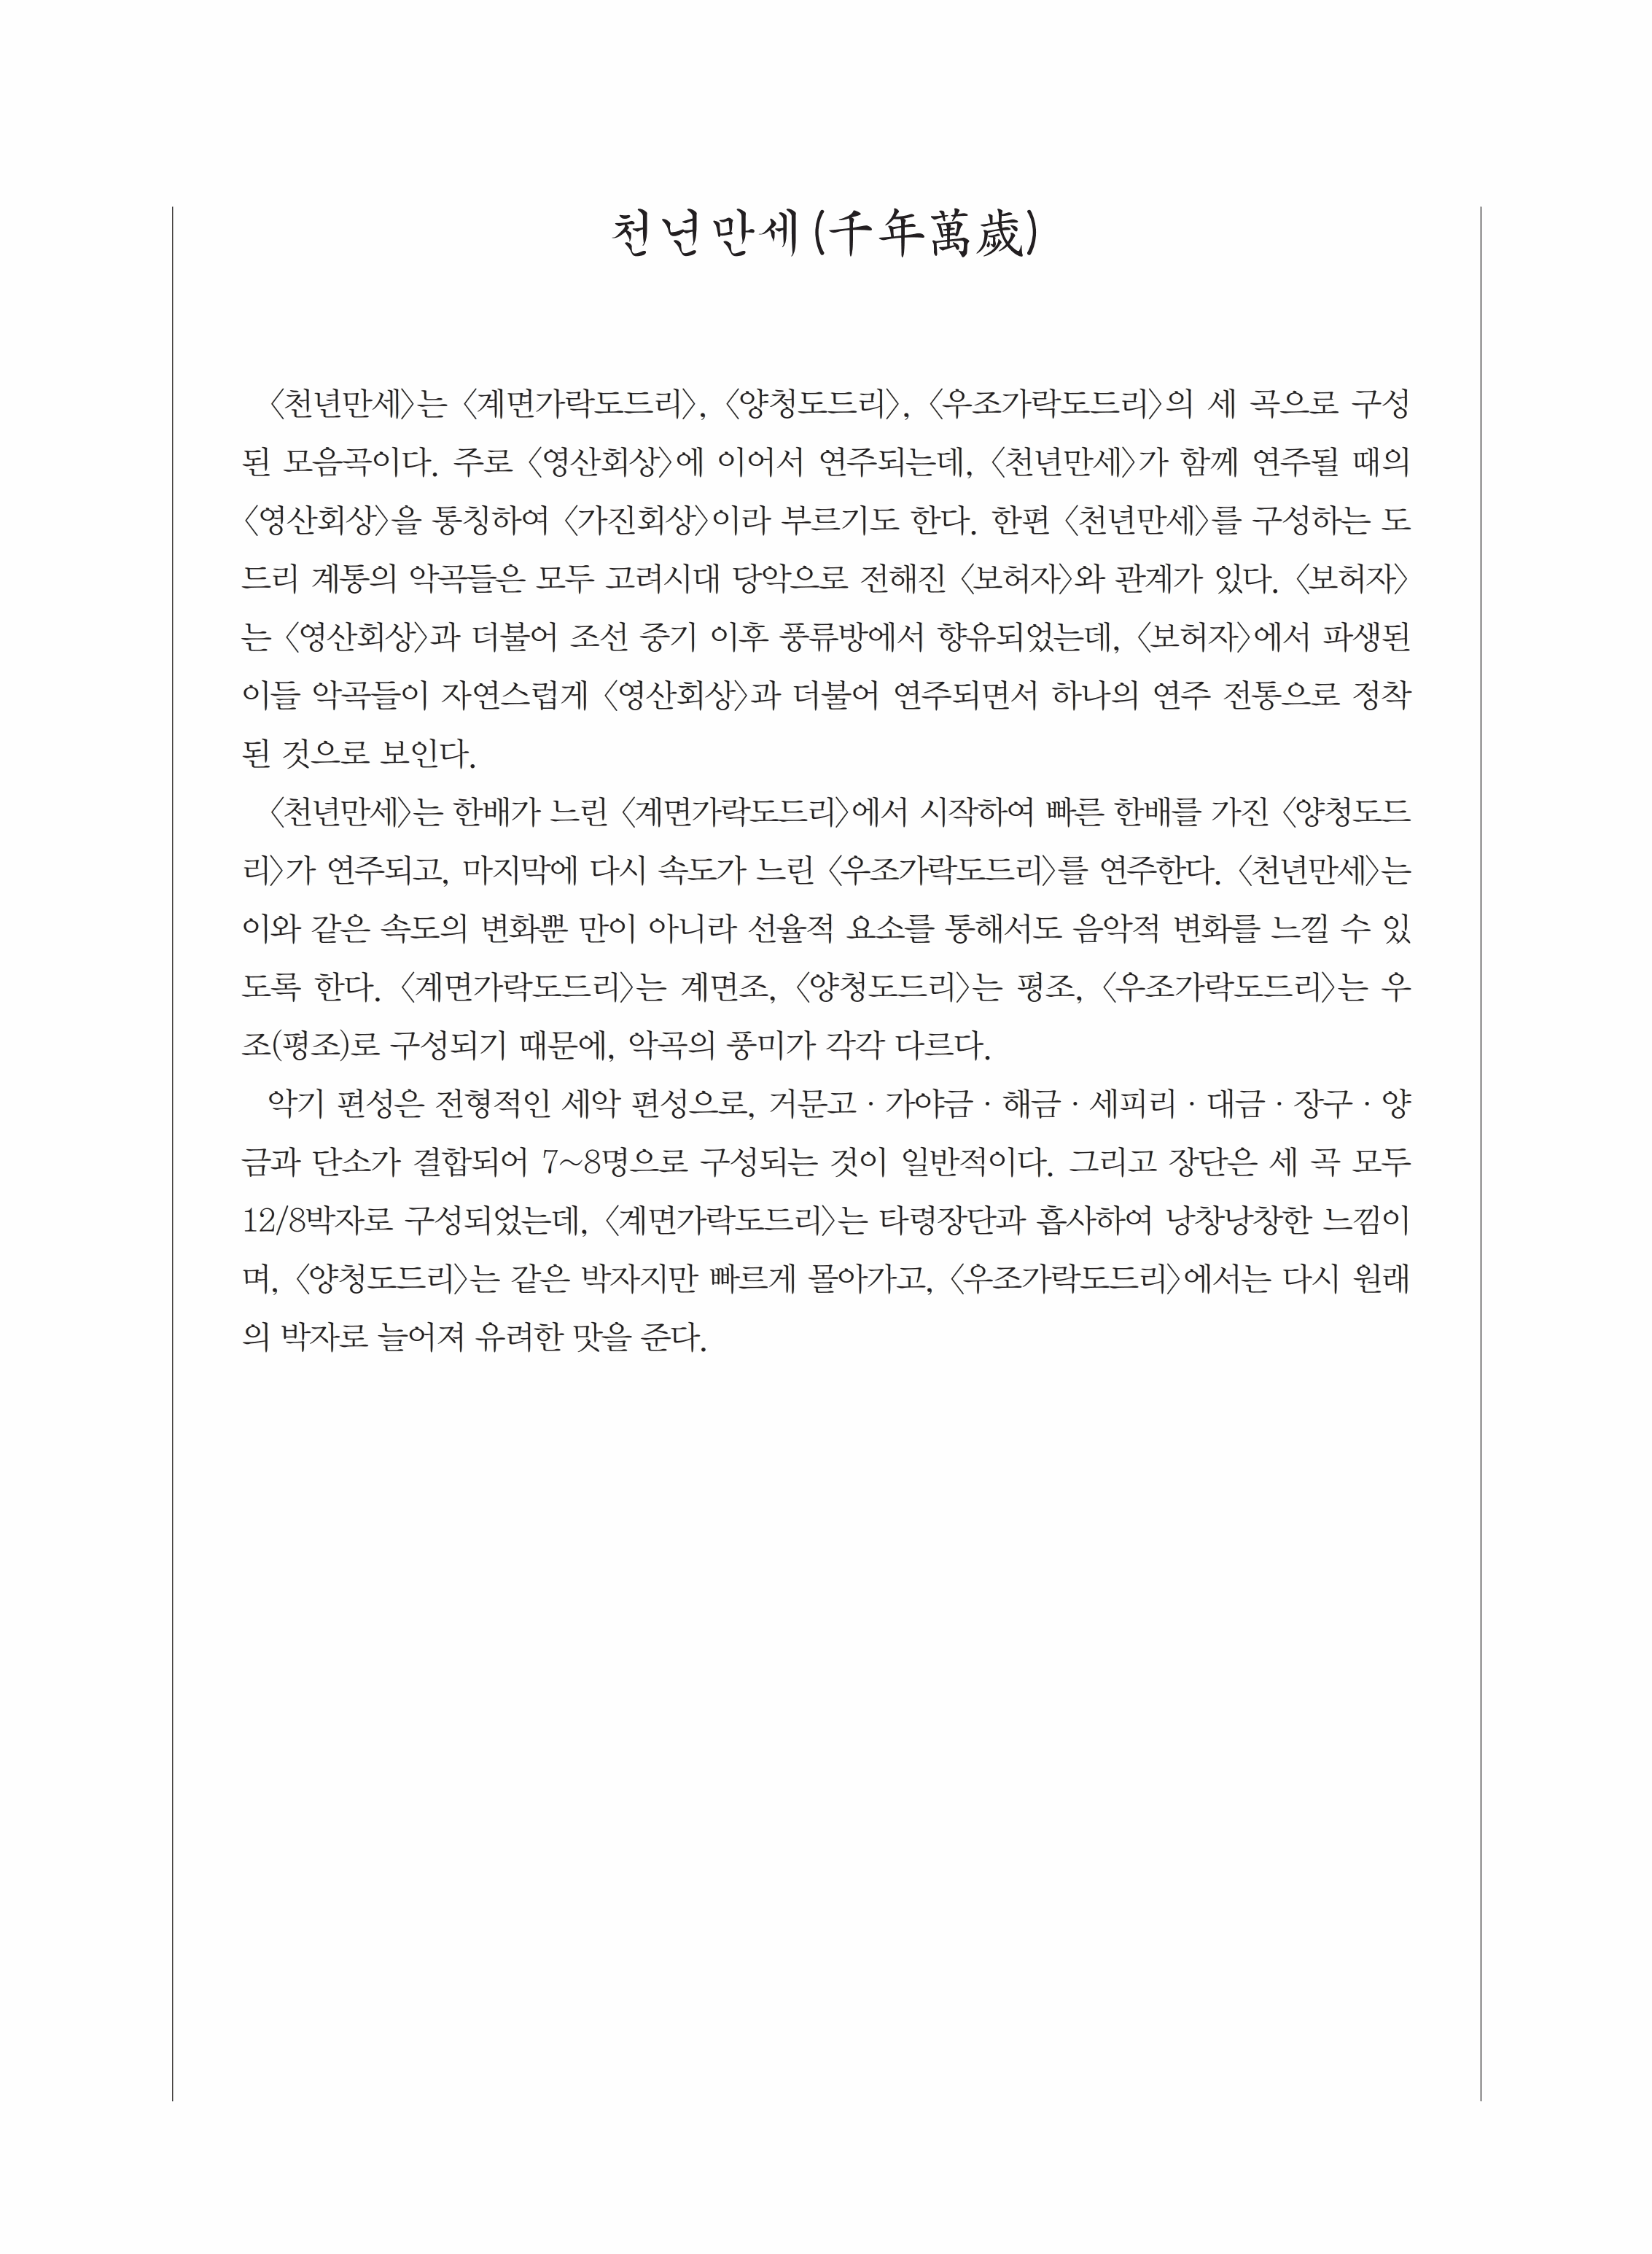 천년만세(千年萬歲)
〈천년만세〉는 〈계면가락도드리〉, 〈양청도드리〉, 〈우조가락도드리〉의 세 곡으로 구성
된 모음곡이다. 주로 〈영산회상〉에 이어서 연주되는데, 〈천년만세〉가 함께 연주될 때의
〈영산회상〉을 통칭하여 〈가진회상〉이라 부르기도 한다. 한편 〈천년만세〉를 구성하는 도
드리 계통의 악곡들은 모두 고려시대 당악으로 전해진 〈보허자〉와 관계가 있다. 〈보허자〉
는 〈영산회상〉과 더불어 조선 중기 이후 풍류방에서 향유되었는데, 〈보허자〉에서 파생된
이들 악곡들이 자연스럽게 〈영산회상〉과 더불어 연주되면서 하나의 연주 전통으로 정착
된 것으로 보인다.
〈천년만세〉는 한배가 느린 〈계면가락도드리〉에서 시작하여 빠른 한배를 가진 〈양청도드
리〉가 연주되고, 마지막에 다시 속도가 느린 〈우조가락도드리〉를 연주한다. 〈천년만세〉는
이와 같은 속도의 변화뿐 만이 아니라 선율적 요소를 통해서도 음악적 변화를 느낄 수 있
도록 한다. 〈계면가락도드리〉는 계면조, 〈양청도드리〉는 평조, 〈우조가락도드리〉는 우
조(평조)로 구성되기 때문에, 악곡의 풍미가 각각 다르다.
악기 편성은 전형적인 세악 편성으로, 거문고 · 가야금 · 해금 · 세피리 · 대금 · 장구 · 양
금과 단소가 결합되어 7~8명으로 구성되는 것이 일반적이다. 그리고 장단은 세 곡 모두
12/8박자로 구성되었는데, 〈계면가락도드리〉는 타령장단과 흡사하여 낭창낭창한 느낌이
며, 〈양청도드리〉는 같은 박자지만 빠르게 몰아가고, 〈우조가락도드리〉에서는 다시 원래
의 박자로 늘어져 유려한 맛을 준다.